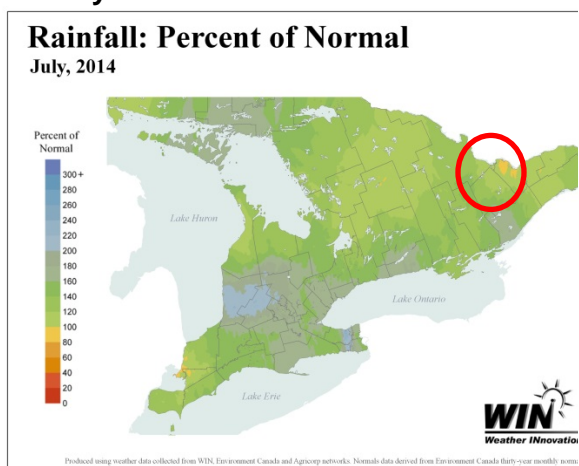 Rainfall: Percent of Normal
July, 2014
Percent of
Normal
300+
280
260
240
220
200
180
160
140
120
100
80
60
40
20
0
Lake Huron
Lake Ontario
Lake Erie
WIN
Weather INnovation
Produced using weather data collected from WIN, Environment Canada and Agricorp networks. Normals data derived from Environment Canada thirty-year monthly